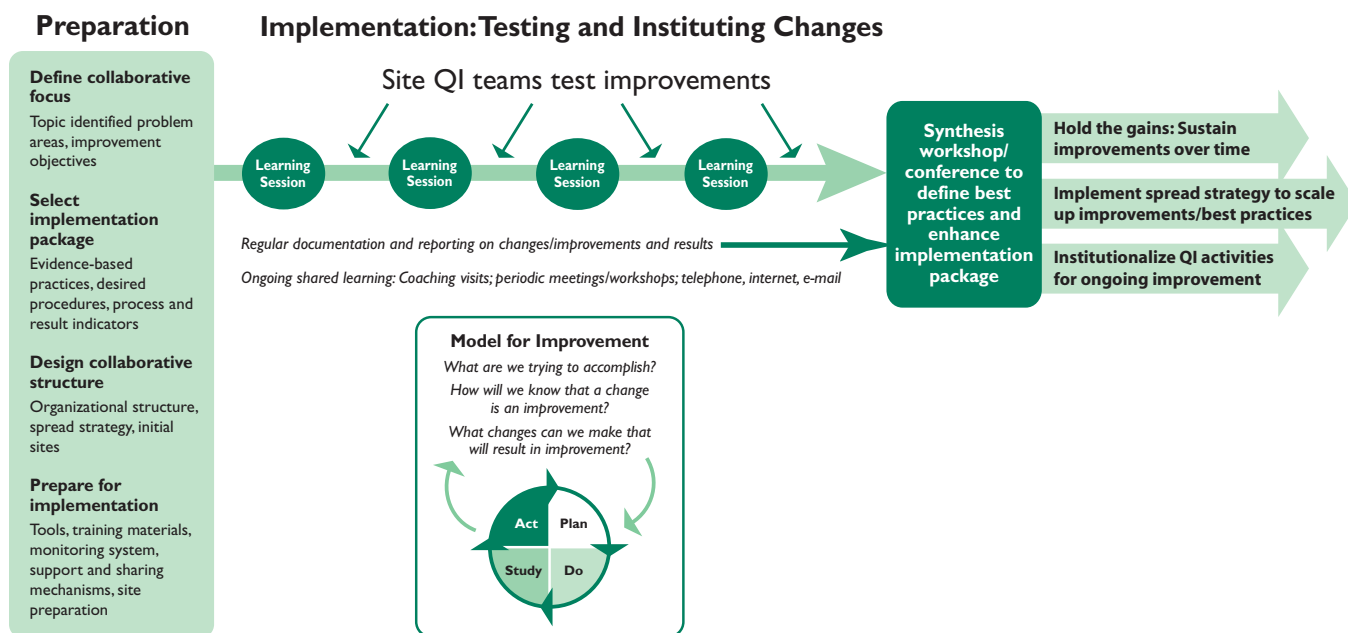 Preparation
Define collaborative
focus
Topic identified problem
areas, improvement
objectives
Select
implementation
package
Evidence-based
practices, desired
procedures, process and
result indicators
Design collaborative
structure
Organizational structure,
spread strategy, initial
sites
Prepare for
implementation
Tools, training materials,
monitoring system,
support and sharing
mechanisms, site
preparation
Implementation: Testing and Instituting Changes
Site QI teams test improvements
Learning
Session
Learning
Session
Learning
Session
Learning
Session
Regular documentation and reporting on changes/improvements and results
Ongoing shared learning: Coaching visits; periodic meetings/workshops; telephone, internet, e-mail
Model for Improvement
What are we trying to accomplish?
How will we know that a change
is an improvement?
What changes can we make that
will result in improvement?
Act
Plan
Study
Do
Synthesis
workshop/
conference to
define best
practices and
enhance
implementation
package
Hold the gains: Sustain
improvements over time
Implement spread strategy to scale
up improvements/best practices
Institutionalize QI activities
for ongoing improvement